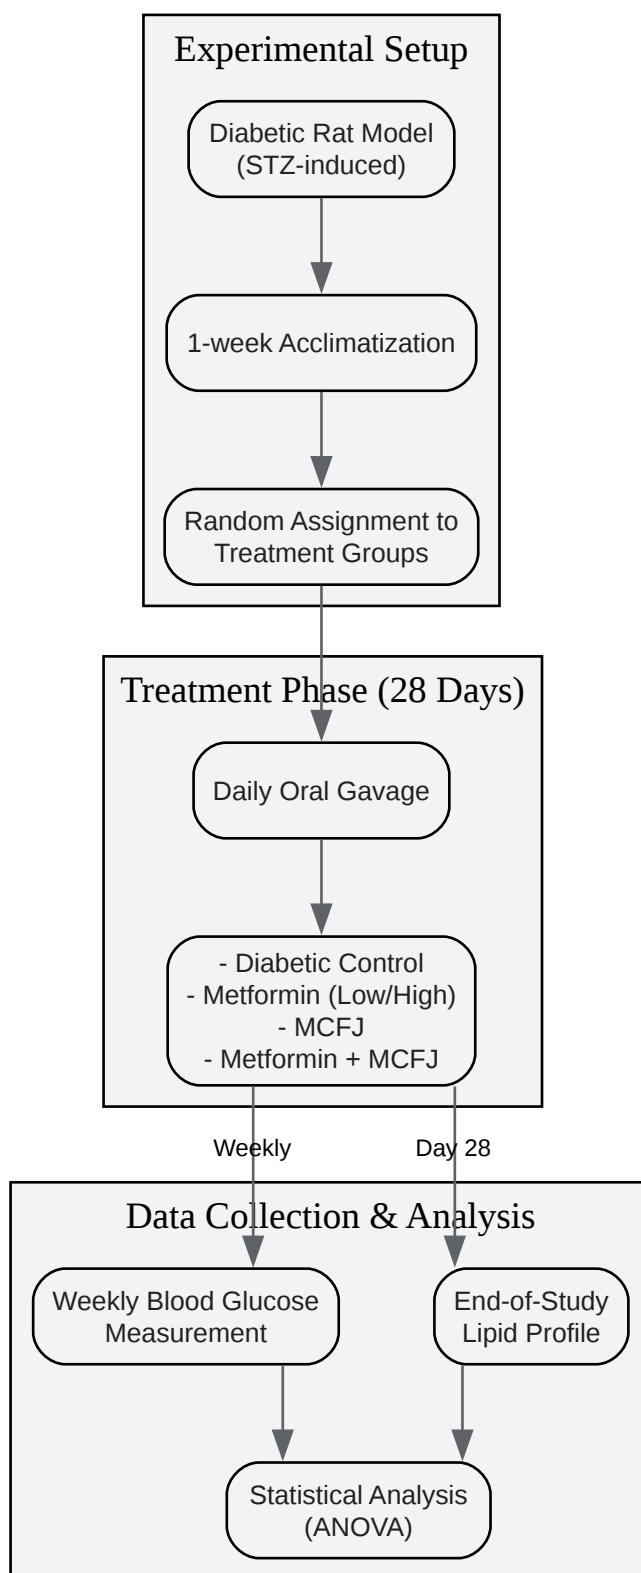 Experimental Setup
Diabetic Rat Model
(STZ-induced)
1-week Acclimatization
Random Assignment to
Treatment Groups
Treatment Phase (28 Days)
Daily Oral Gavage
- Diabetic Control
- Metformin (Low/High)
- MCFJ
- Metformin + MCFJ
Weekly
Day 28
Data Collection & Analysis
Weekly Blood Glucose
Measurement
End-of-Study
Lipid Profile
Statistical Analysis
(ANOVA)